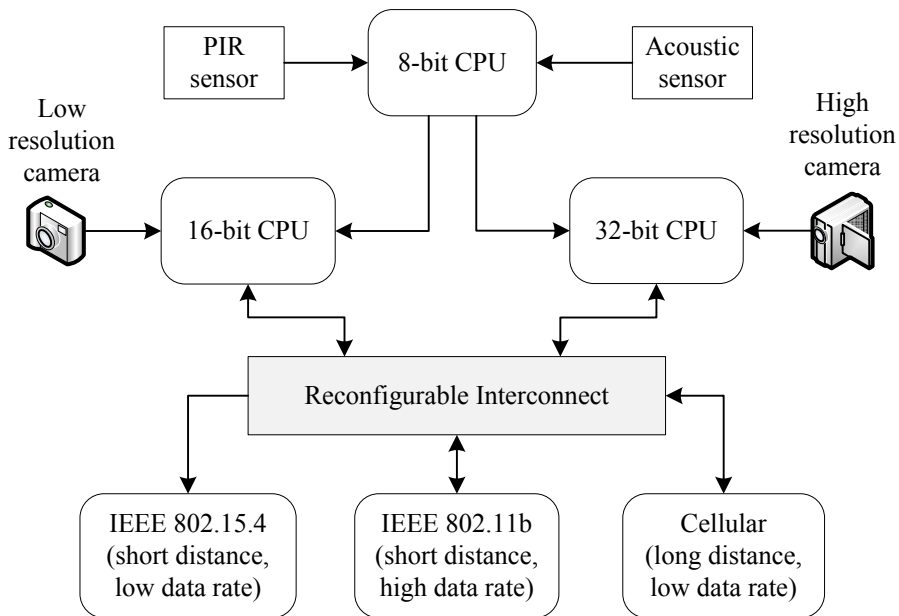 PIR
sensor
8-bit CPU
Acoustic
sensor
Low
resolution
camera
High
resolution
camera
16-bit CPU
32-bit CPU
Reconfigurable Interconnect
IEEE 802.15.4
(short distance,
low data rate)
IEEE 802.11b
(short distance,
high data rate)
Cellular
(long distance,
low data rate)